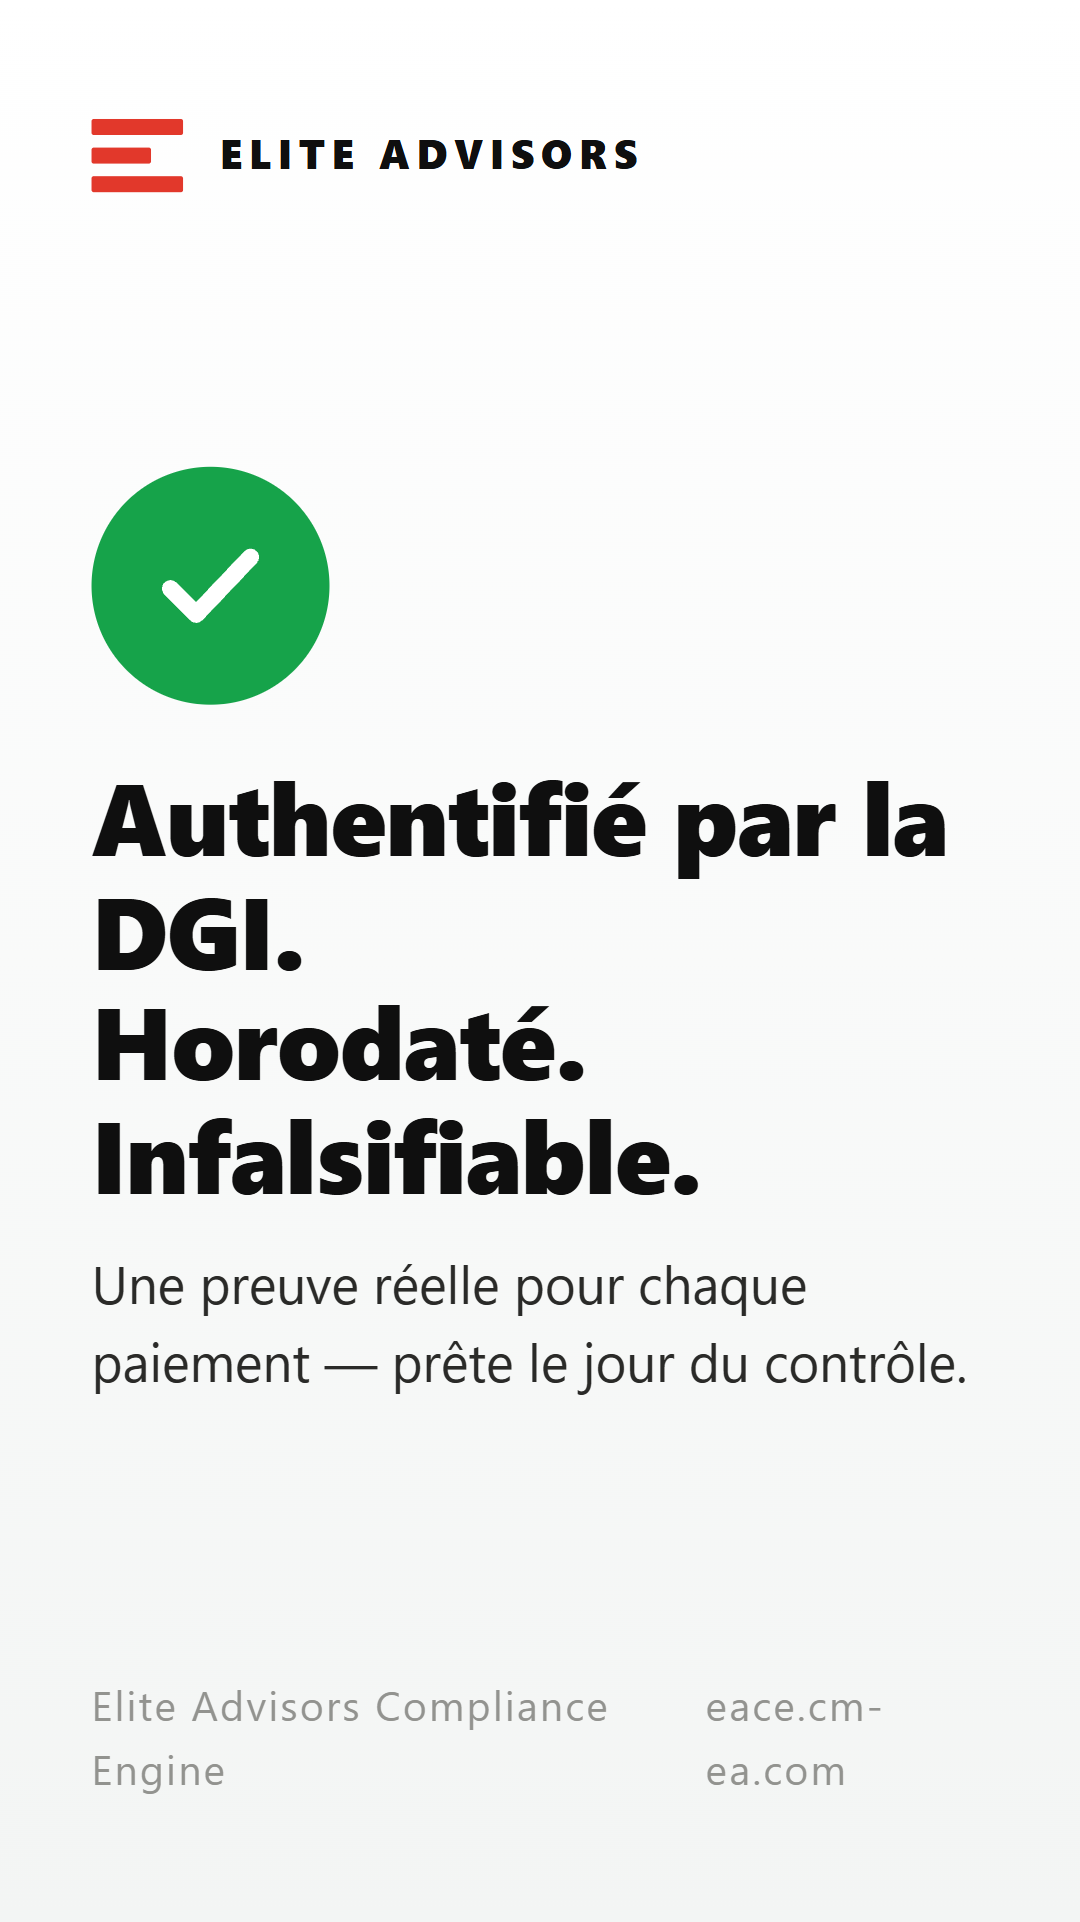 ELITE ADVISORS
Authentifié par la
DGI.
Horodaté.
Infalsifiable.
Une preuve réelle pour chaque
paiement — prête le jour du contrôle.
Elite Advisors Compliance
Engine
eace.cm-
ea.com